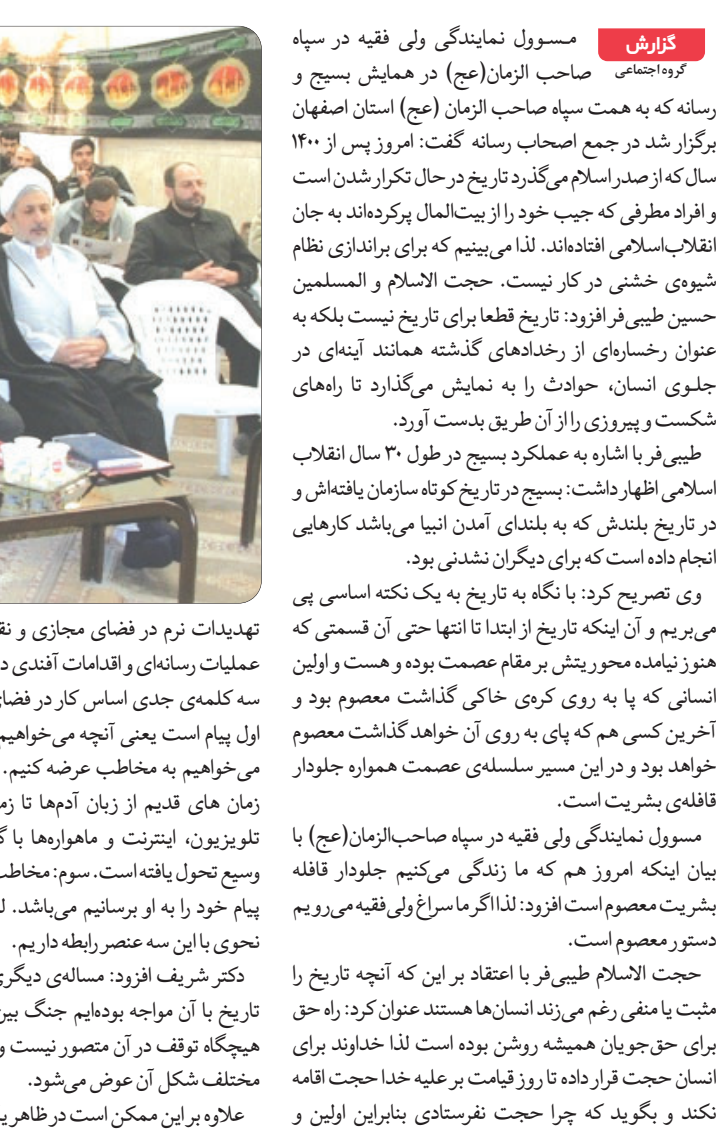 گزارش
گروه اجتماعی
مـسـوول نمایندگی ولی فقیه در سپاه
صاحب الزمان(عج) در همایش بسیج و
رسانه که به همت سپاه صاحب الزمان (عج) استان اصفهان
برگزار شد در جمع اصحاب رسانه گفت: امروز پس از ۱۴۰۰
سال که از صدر اسلام می‌گذرد تاریخ در حال تکرار شدن است
و افراد مطرفی که جیب خود را از بیت‌المال پرکرده‌اند به جان
انقلاب‌اسلامی افتاده‌اند. لذا می‌بینیم که برای براندازی نظام
شیوه‌ی خشنی در کار نیست. حجت الاسلام و المسلمین
حسین طیبی‌فر افزود: تاریخ قطعا برای تاریخ نیست بلکه به
عنوان رخساره‌ای از رخدادهای گذشته همانند آینه‌ای در
جلـوی انسان، حوادث را به نمایش می‌گذارد تا راه‌های
شکست و پیروزی را از آن طریق بدست آورد.
طیبی‌فر با اشاره به عملکرد بسیج در طول ۳۰ سال انقلاب
اسلامی اظهار داشت: بسیج در تاریخ کوتاه سازمان یافته‌اش و
در تاریخ بلندش که به بلندای آمدن انبیا می‌باشد کارهایی
انجام داده است که برای دیگران نشدنی بود.
وی تصریح کرد: با نگاه به تاریخ به یک نکته اساسی پی
می‌بریم و آن اینکه تاریخ از ابتدا تا انتها حتی آن قسمتی که
هنوز نیامده محوریتش بر مقام عصمت بوده و هست و اولین
انسانی که پا به روی کره‌ی خاکی گذاشت معصوم بود و
آخرین کسی هم که پای به روی آن خواهد گذاشت معصوم
خواهد بود و در این مسیر سلسله‌ی عصمت همواره جلودار
قافله‌ی بشریت است.
مسوول نمایندگی ولی فقیه در سپاه صاحب‌الزمان(عج) با
بیان اینکه امروز هم که ما زندگی می‌کنیم جلودار قافله
بشریت معصوم است افزود: لذا اگر ما سراغ ولی فقیه می‌رویم
دستور معصوم است.
حجت الاسلام طیبی‌فر با اعتقاد بر این که آنچه تاریخ را
مثبت یا منفی رغم می‌زند انسان‌ها هستند عنوان کرد: راه حق
برای حق‌جویان همیشه روشن بوده است لذا خداوند برای
انسان حجت قرار داده تا روز قیامت بر علیه خدا حجت اقامه
نکند و بگوید که چرا حجت نفرستادی بنابراین اولین و
تهدیدات نرم در فضای مجازی و نق
عملیات رسانه‌ای و اقدامات آفندی د
سه کلمه‌ی جدی اساس کار در فضا
اول پیام است یعنی آنچه می‌خواهیم
می‌خواهیم به مخاطب عرضه کنیم.
زمان های قدیم از زبان آدم‌ها تا زم
تلویزیون، اینترنت و ماهواره‌ها با گ
وسیع تحول یافته است. سوم: مخاطب
پیام خود را به او برسانیم می‌باشد. ل
نحوی با این سه عنصر رابطه داریم.
دکتر شریف افزود: مساله‌ی دیگری
تاریخ با آن مواجه بوده‌ایم جنگ بین
هیچگاه توقف در آن متصور نیست و
مختلف شکل آن عوض می‌شود.
علاوه بر این ممکن است در ظاهر ی